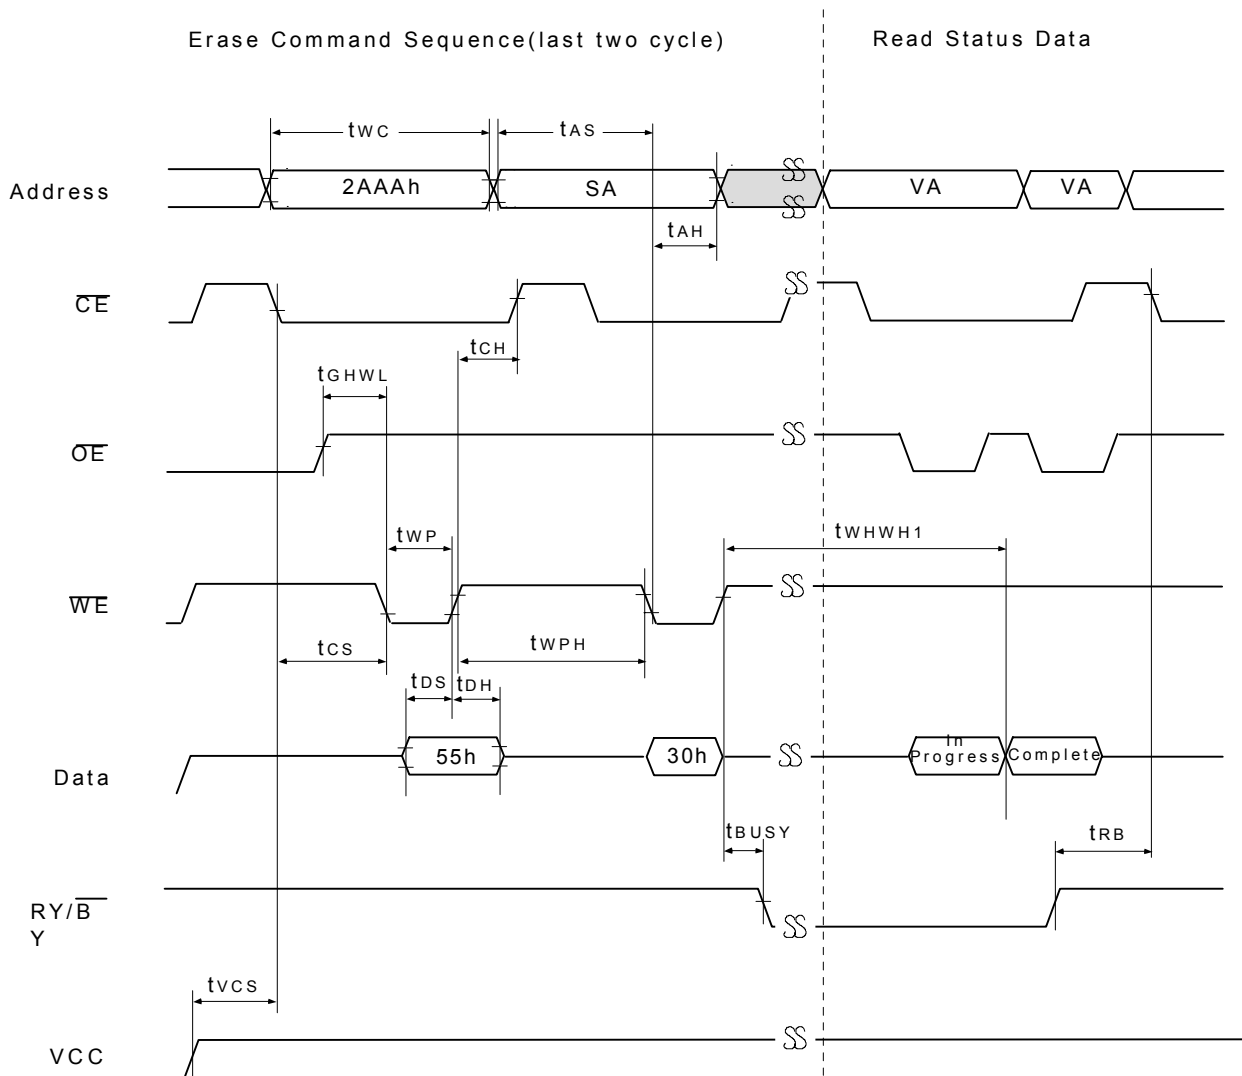 Erase Command Sequence(last two cycle)
Read Status Data
tWC
tAS
Address
2AAAh
SA
VA
VA
tAH
CE
tCH
tGHWL
OE
tWP
tWHWH1
WE
tCS
tWPH
tDS
tDH
Data
55h
30h
In
Progress
Complete
tBUSY
tRB
RY/B
Y
tVCS
VCC